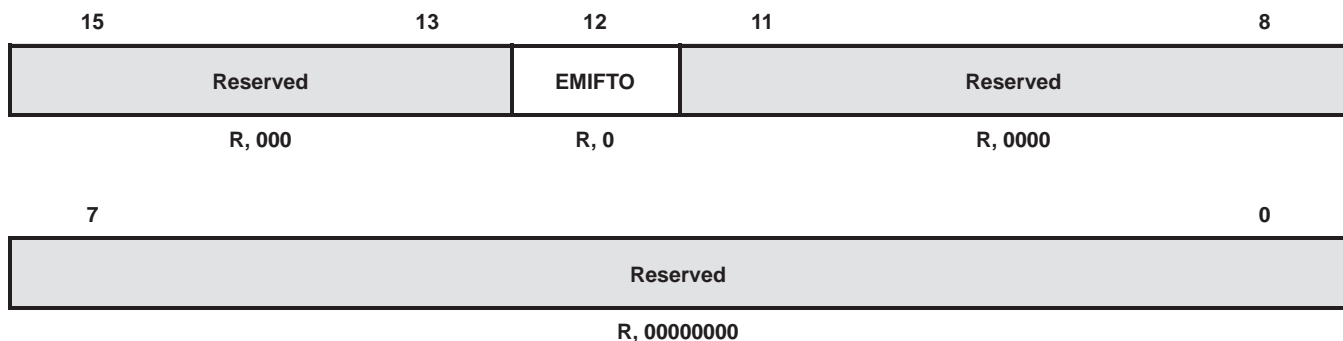 15 13 12 11 8
Reserved EMIFTO Reserved
R, 000 R, 0 R, 0000
7 0
Reserved
R, 00000000